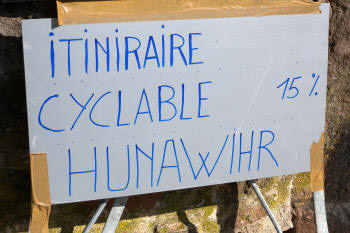 ITINIRAIRE
CYCLABLE 15%
HUNAWIHR